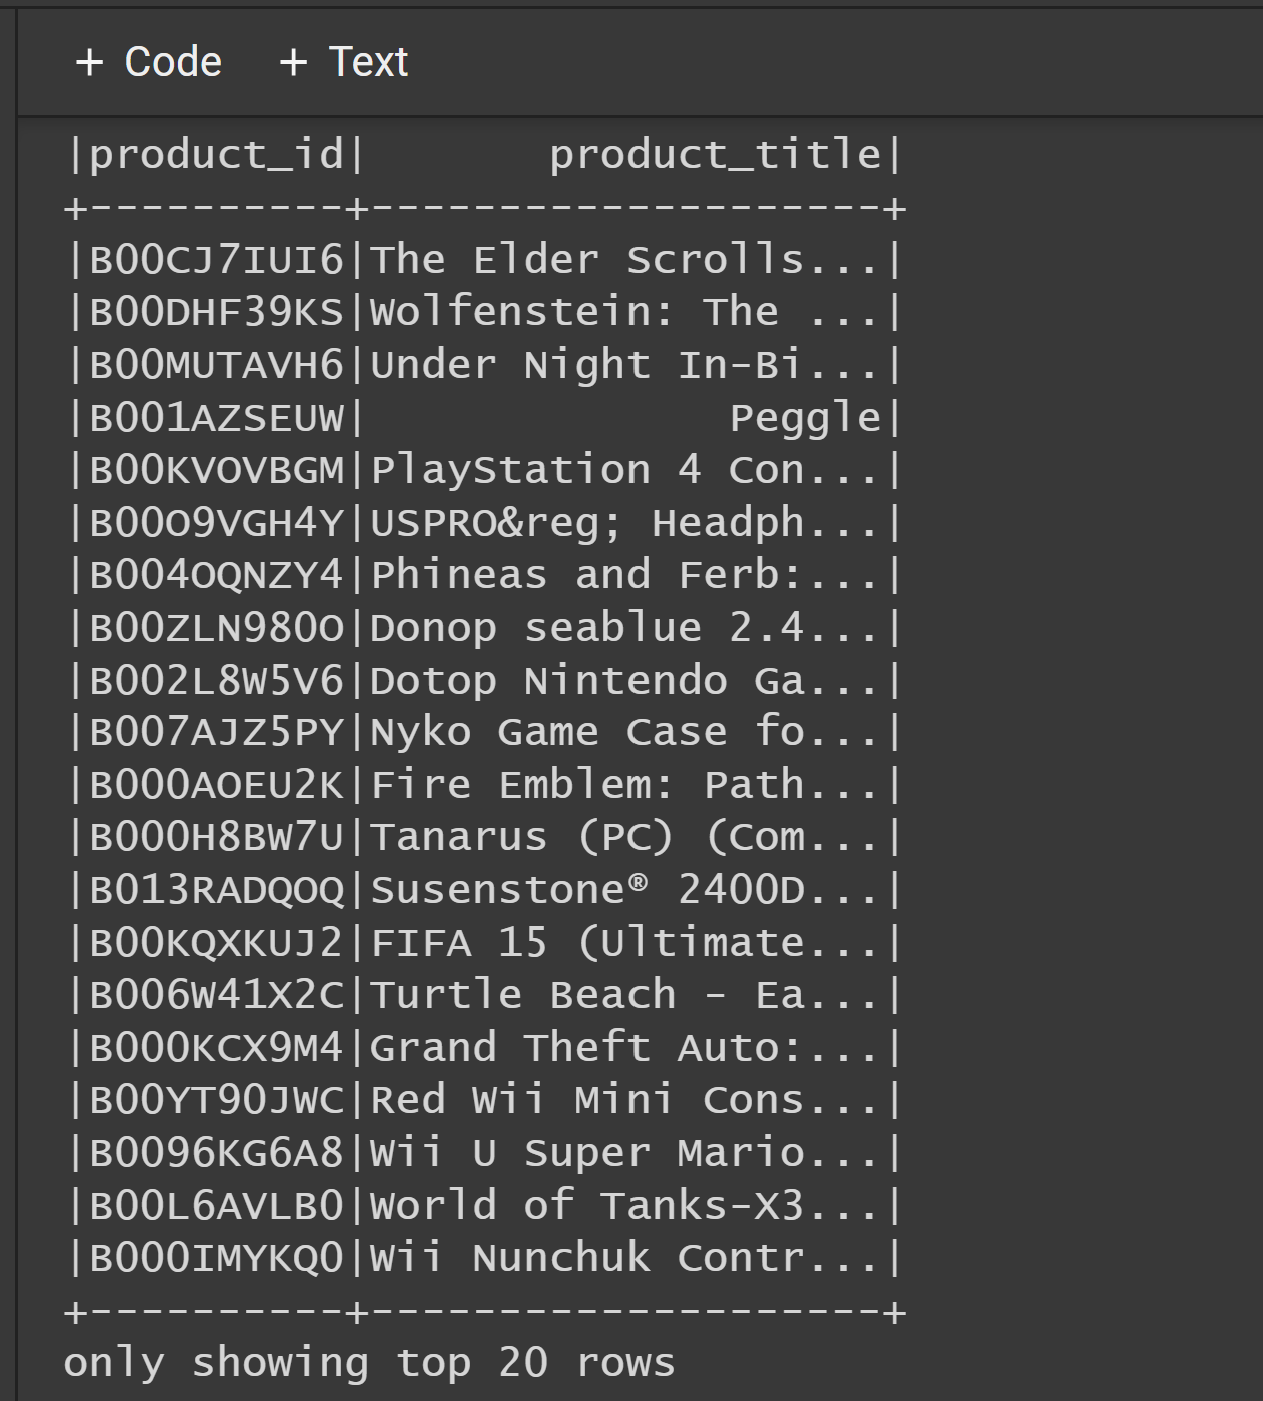 + Code + Text
|product_id|       product_title|
+----------+--------------------+
|B00CJ7IUI6|The Elder Scrolls...|
|B00DHF39KS|Wolfenstein: The ...|
|B00MUTAVH6|Under Night In-Bi...|
|B001AZSEUW|              Peggle|
|B00KVOVBGM|PlayStation 4 Con...|
|B00O9VGH4Y|USPRO&reg; Headph...|
|B004OQNZY4|Phineas and Ferb:...|
|B00ZLN980O|Donop seablue 2.4...|
|B002L8W5V6|Dotop Nintendo Ga...|
|B007AJZ5PY|Nyko Game Case fo...|
|B000AOEU2K|Fire Emblem: Path...|
|B000H8BW7U|Tanarus (PC) (Com...|
|B013RADQOQ|Susenstone® 2400D...|
|B00KQXKUJ2|FIFA 15 (Ultimate...|
|B006W41X2C|Turtle Beach - Ea...|
|B000KCX9M4|Grand Theft Auto:...|
|B00YT90JWC|Red Wii Mini Cons...|
|B0096KG6A8|Wii U Super Mario...|
|B00L6AVLB0|World of Tanks-X3...|
|B000IMYKQ0|Wii Nunchuk Contr...|
+----------+--------------------+
only showing top 20 rows